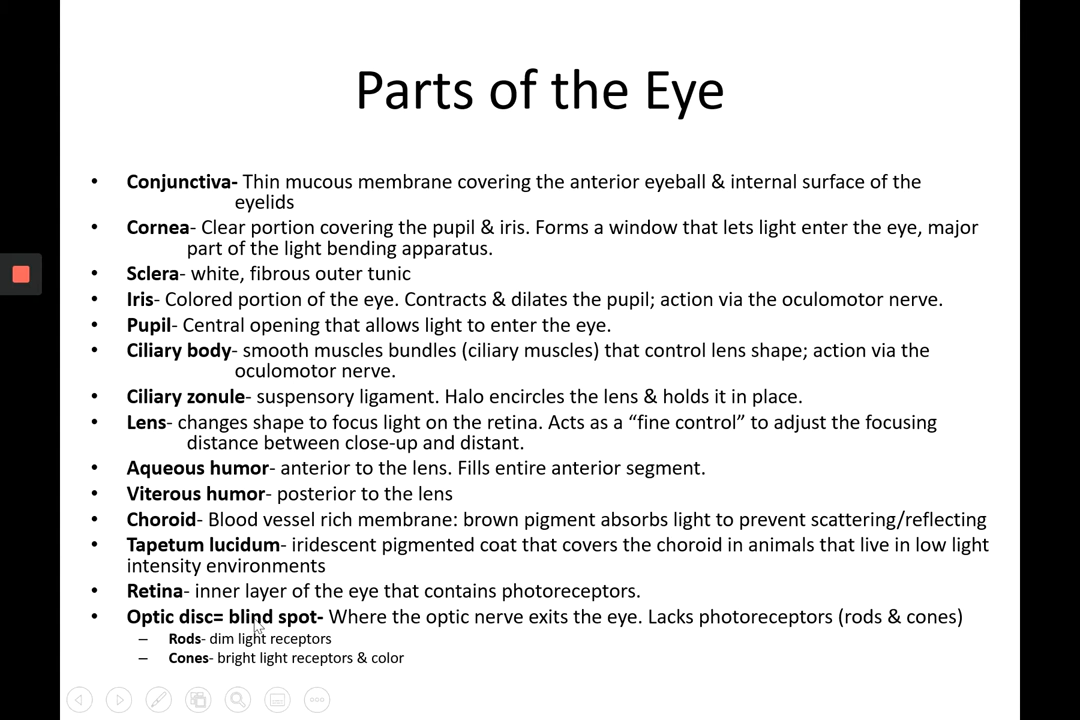 Parts of the Eye
• Conjunctiva- Thin mucous membrane covering the anterior eyeball & internal surface of the
eyelids
• Cornea- Clear portion covering the pupil & iris. Forms a window that lets light enter the eye, major
part of the light bending apparatus.
• Sclera- white, fibrous outer tunic
• Iris- Colored portion of the eye. Contracts & dilates the pupil; action via the oculomotor nerve.
• Pupil- Central opening that allows light to enter the eye.
• Ciliary body- smooth muscles bundles (ciliary muscles) that control lens shape; action via the
oculomotor nerve.
• Ciliary zonule- suspensory ligament. Halo encircles the lens & holds it in place.
• Lens- changes shape to focus light on the retina. Acts as a “fine control” to adjust the focusing
distance between close-up and distant.
• Aqueous humor- anterior to the lens. Fills entire anterior segment.
• Viterous humor- posterior to the lens
• Choroid- Blood vessel rich membrane: brown pigment absorbs light to prevent scattering/reflecting
• Tapetum lucidum- iridescent pigmented coat that covers the choroid in animals that live in low light
intensity environments
• Retina- inner layer of the eye that contains photoreceptors.
• Optic disc= blind spot- Where the optic nerve exits the eye. Lacks photoreceptors (rods & cones)
– Rods- dim light receptors
– Cones- bright light receptors & color